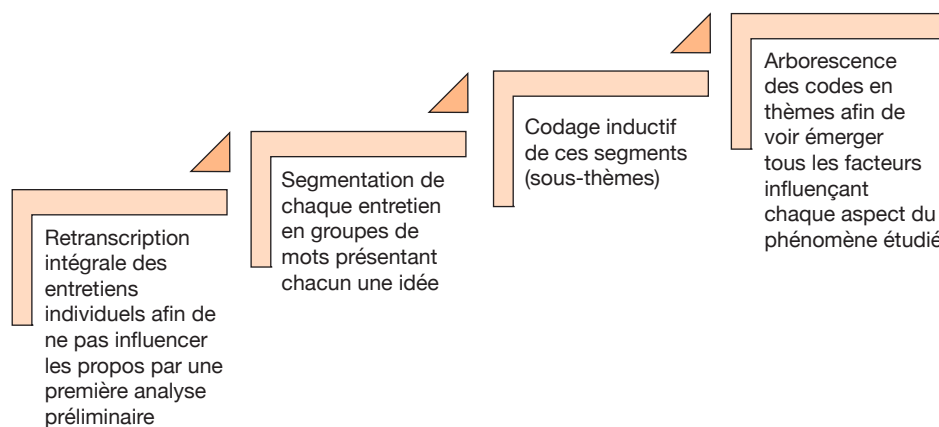 Retranscription
intégrale des
entretiens
individuels afin de
ne pas influencer
les propos par une
première analyse
préliminaire
Segmentation de
chaque entretien
en groupes de
mots présentant
chacun une idée
Codage inductif
de ces segments
(sous-thèmes)
Arborescence
des codes en
thèmes afin de
voir émerger
tous les facteurs
influençant
chaque aspect du
phénomène étudié